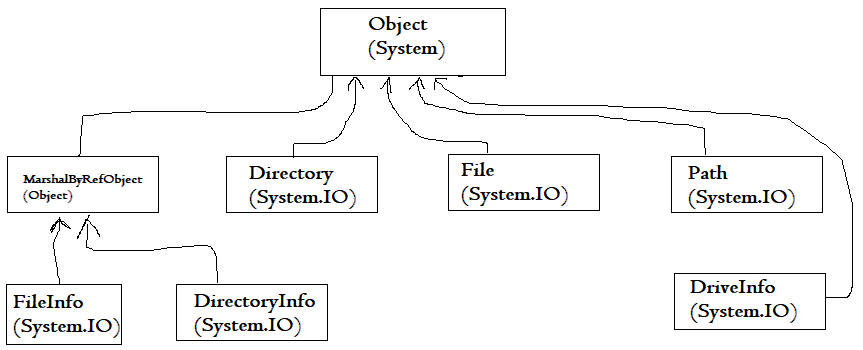 Object
(System)
MarshalByRefObject
(Object)
Directory
(System.IO)
File
(System.IO)
Path
(System.IO)
FileInfo
(System.IO)
DirectoryInfo
(System.IO)
DriveInfo
(System.IO)